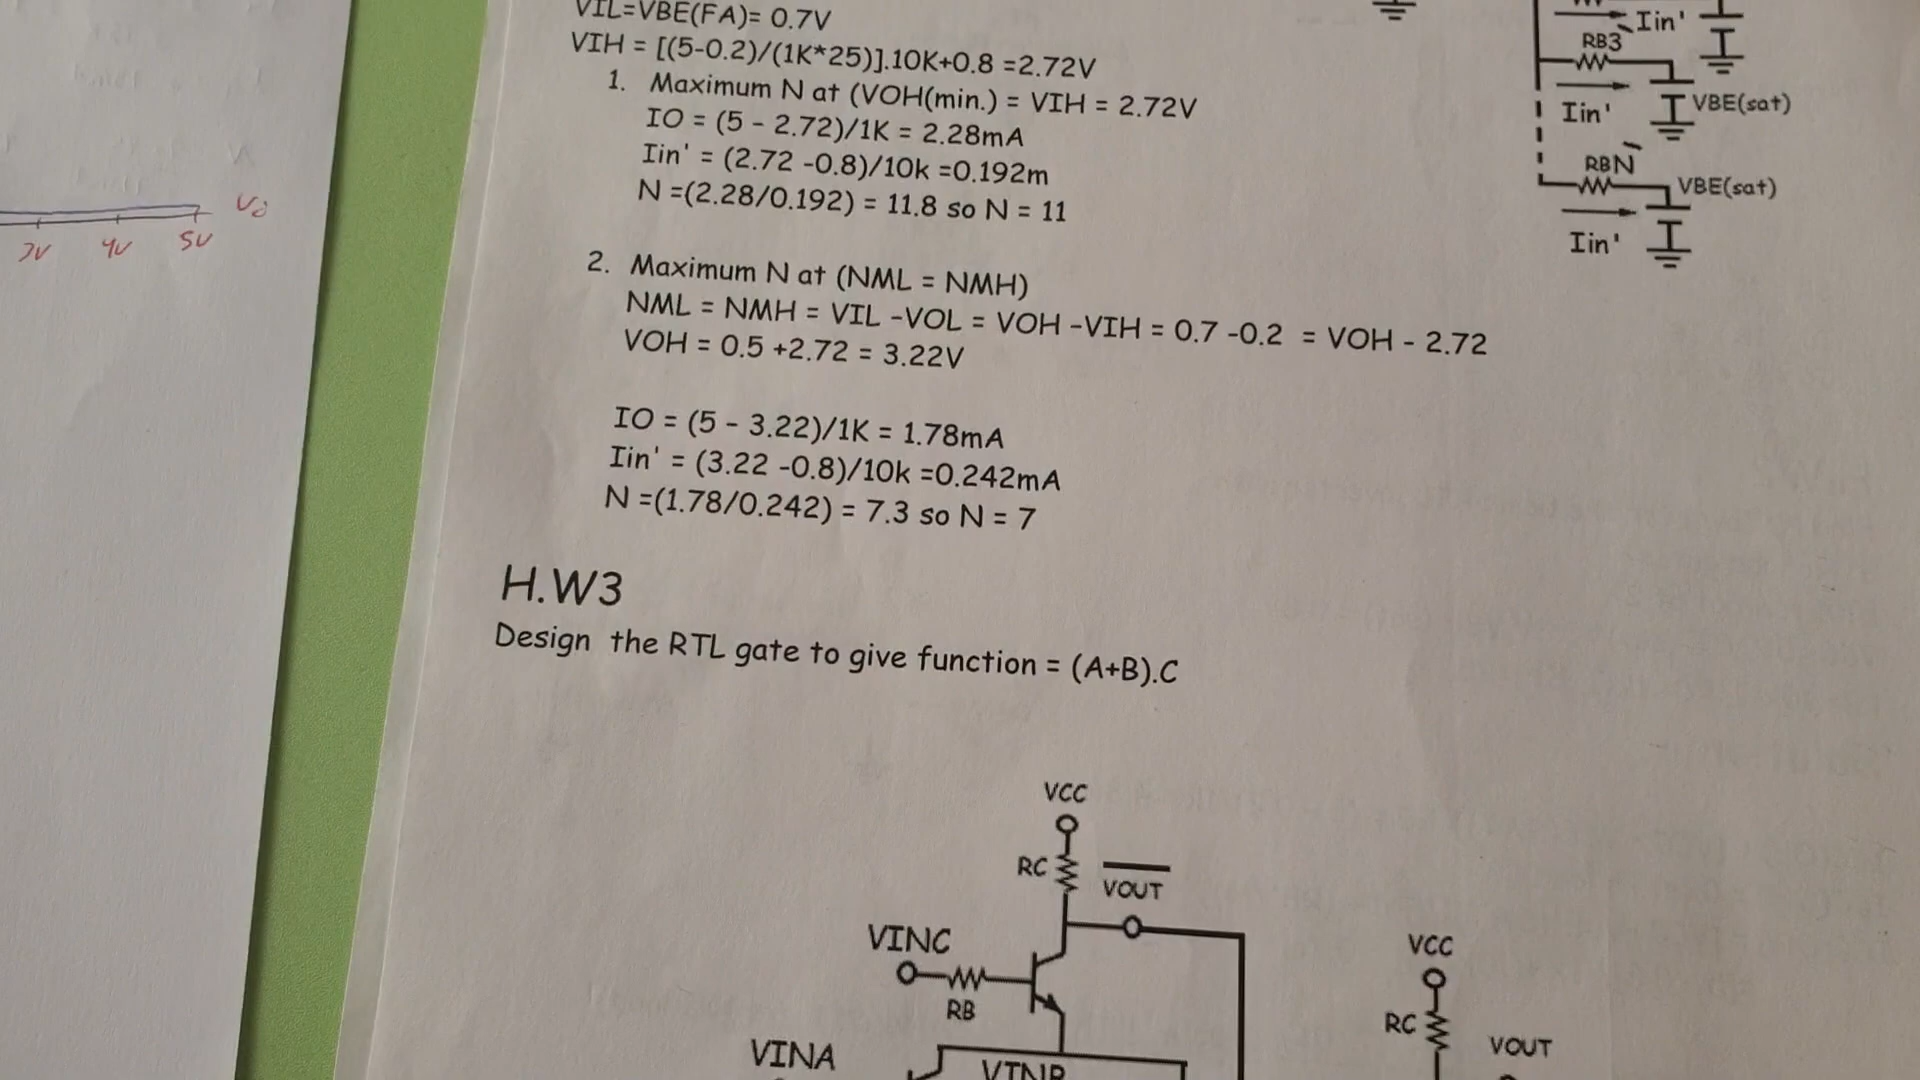 VIL=VBE(FA)= 0.7V
VIH = [(5-0.2)/(1K*25)].10K+0.8 =2.72V
1. Maximum N at (VOH(min.) = VIH = 2.72V
IO = (5 - 2.72)/1K = 2.28mA
Iin' = (2.72 -0.8)/10k =0.192m
N =(2.28/0.192) = 11.8 so N = 11
2. Maximum N at (NML = NMH)
NML = NMH = VIL -VOL = VOH -VIH = 0.7 -0.2 = VOH - 2.72
VOH = 0.5 +2.72 = 3.22V
IO = (5 - 3.22)/1K = 1.78mA
Iin' = (3.22 -0.8)/10k =0.242mA
N =(1.78/0.242) = 7.3 so N = 7
H.W3
Design the RTL gate to give function = (A+B).C
Iin'
RB3
VBE(sat)
Iin'
RBN
VBE(sat)
Iin'
4V
5V
VCC
RC
VOUT
VINC
RB
VINA
VINB
VCC
RC
VOUT